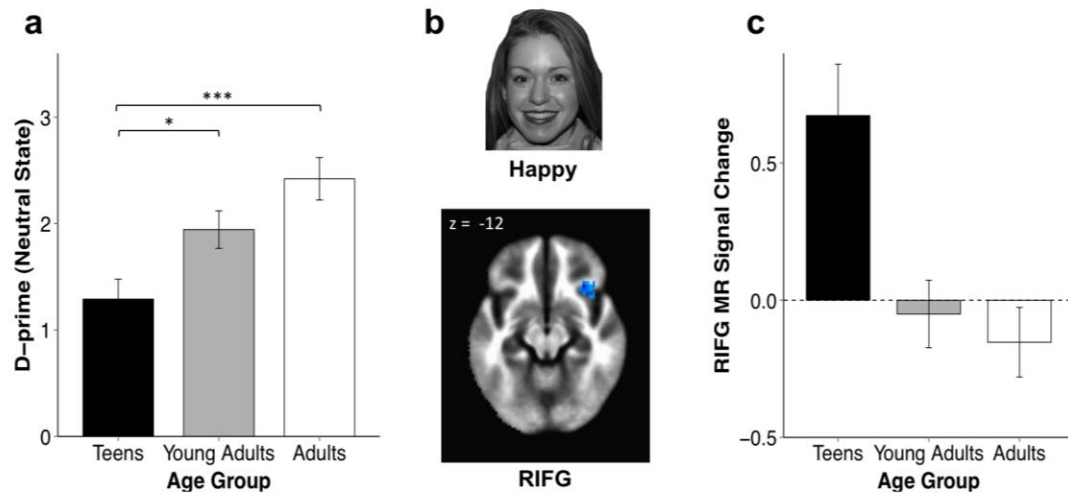 a
D-prime (Neutral State)
3
2
1
0
***
*
Teens
Young Adults
Adults
Age Group
b
Happy
z = -12
RIFG
c
RIFG MR Signal Change
0.5
0.0
-0.5
Teens
Young Adults
Adults
Age Group